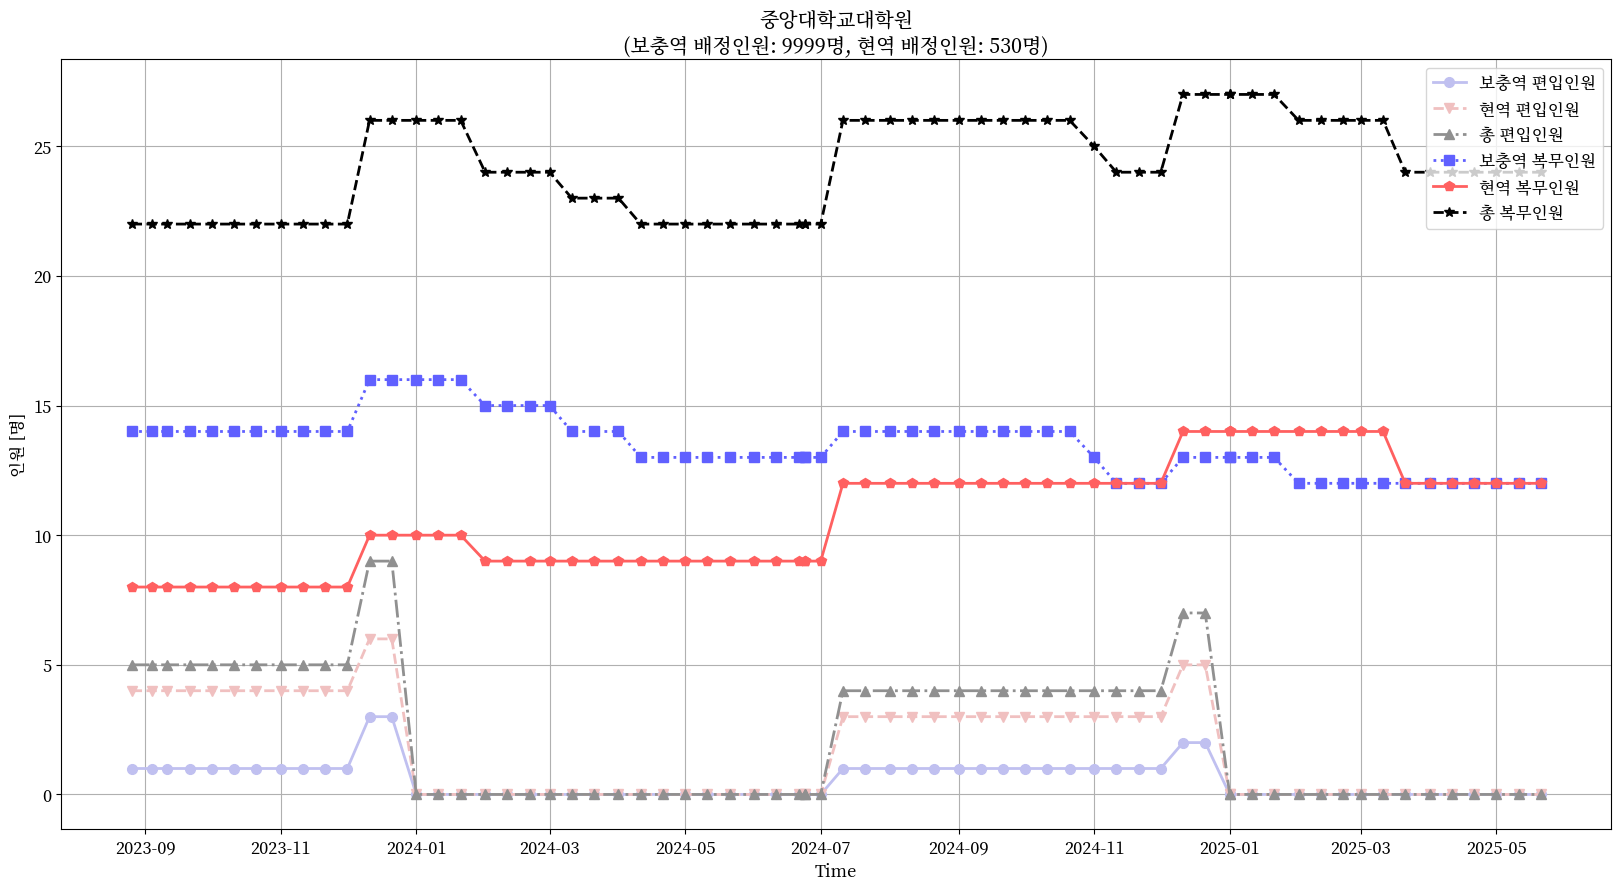 중앙대학교대학원
(보충역 배정인원: 9999명, 현역 배정인원: 530명)
보충역 편입인원
현역 편입인원
총 편입인원
보충역 복무인원
현역 복무인원
총 복무인원
인원 [명]
25
20
15
10
5
0
2023-09
2023-11
2024-01
2024-03
2024-05
2024-07
2024-09
2024-11
2025-01
2025-03
2025-05
Time